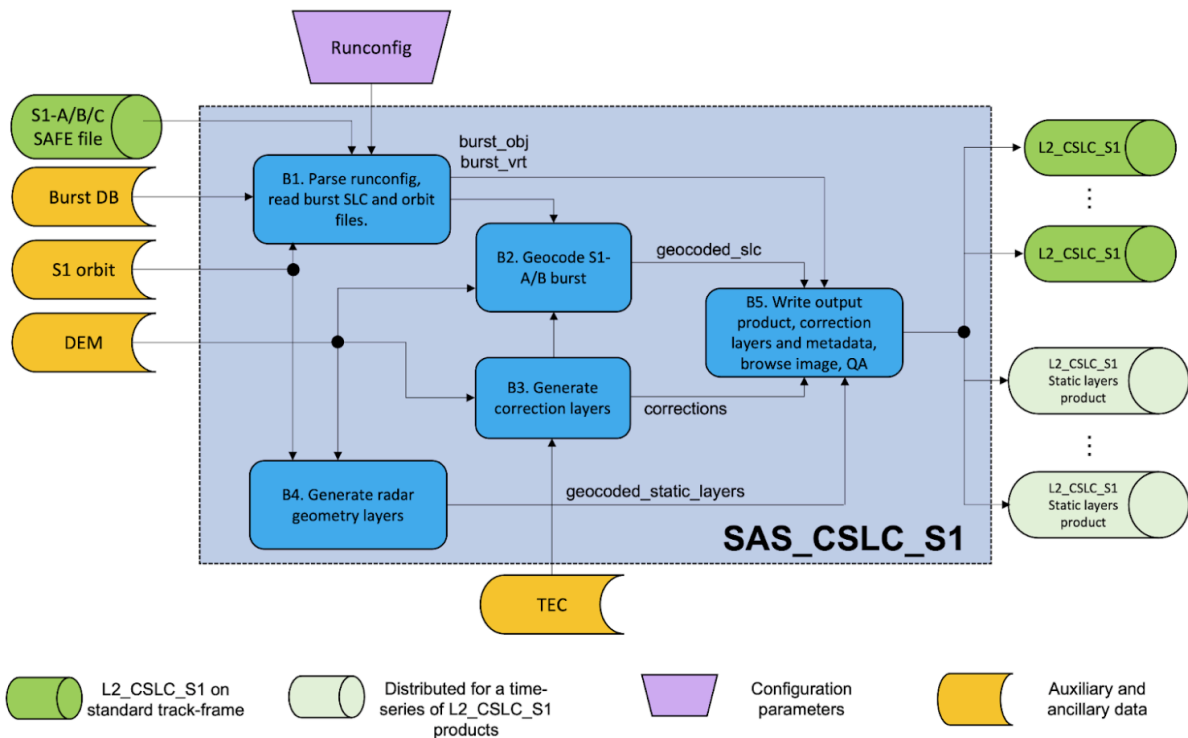 Runconfig
S1-A/B/C
SAFE file
Burst DB
S1 orbit
DEM
burst_obj
burst_vrt
B1. Parse runconfig,
read burst SLC and orbit
files.
B2. Geocode S1-
A/B burst
geocoded_slc
B3. Generate
correction layers
corrections
B4. Generate radar
geometry layers
geocoded_static_layers
B5. Write output
product, correction
layers and metadata,
browse image, QA
SAS_CSLC_S1
TEC
L2_CSLC_S1
⋮
L2_CSLC_S1
L2_CSLC_S1
Static layers
product
⋮
L2_CSLC_S1
Static layers
product
L2_CSLC_S1 on
standard track-frame
Distributed for a time-
series of L2_CSLC_S1
products
Configuration
parameters
Auxiliary and
ancillary data